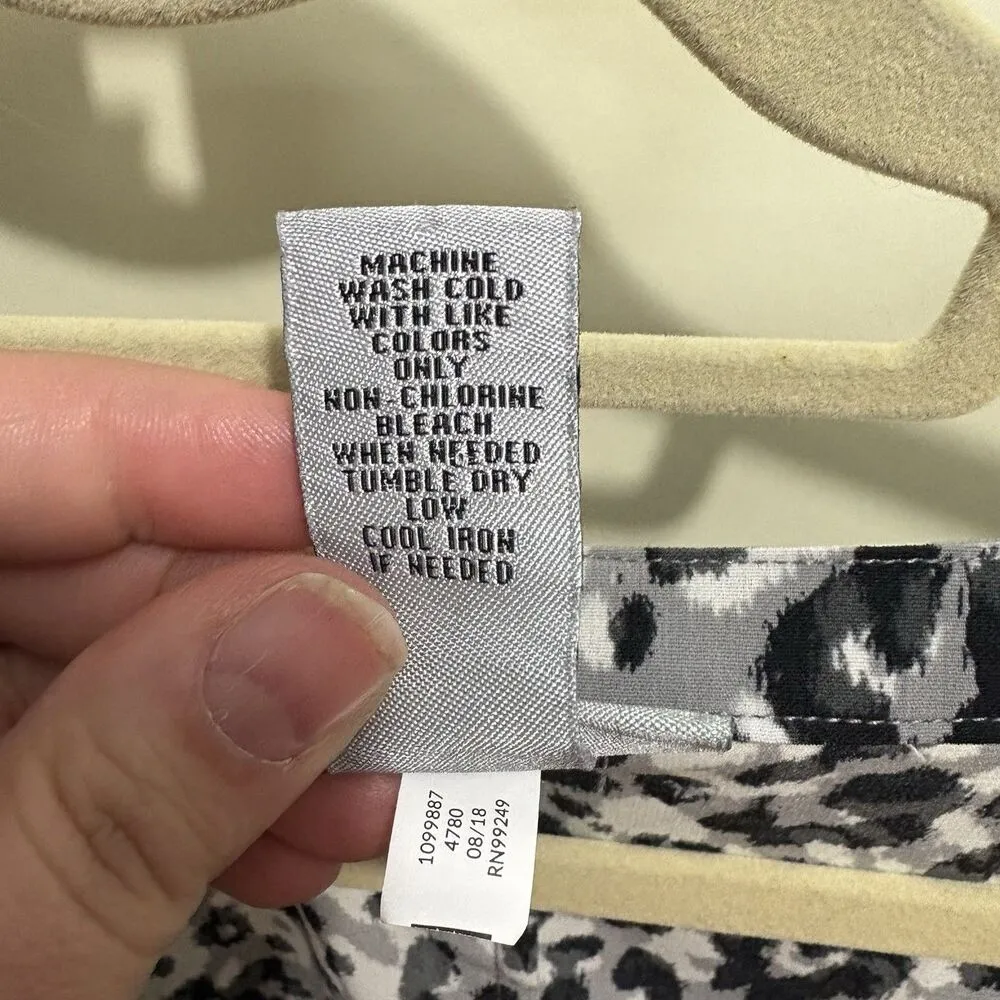 MACHINE
WASH COLD
WITH LIKE
COLORS
ONLY
NON-CHLORINE
BLEACH
WHEN NEEDED
TUMBLE DRY
LOW
COOL IRON
IF NEEDED
1099887
4780
08/18
RN99249